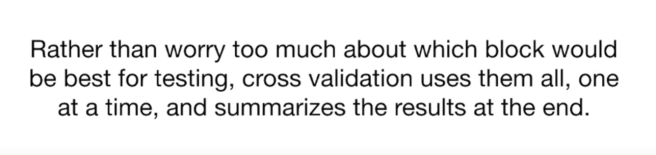 Rather than worry too much about which block would
be best for testing, cross validation uses them all, one
at a time, and summarizes the results at the end.